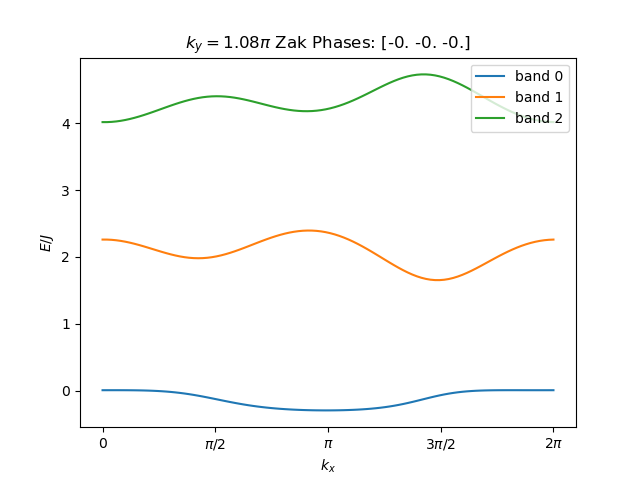 k_y = 1.08π Zak Phases: [-0. -0. -0.]
band 0
band 1
band 2
E/J
4
3
2
1
0
0 π/2 π 3π/2 2π
k_x